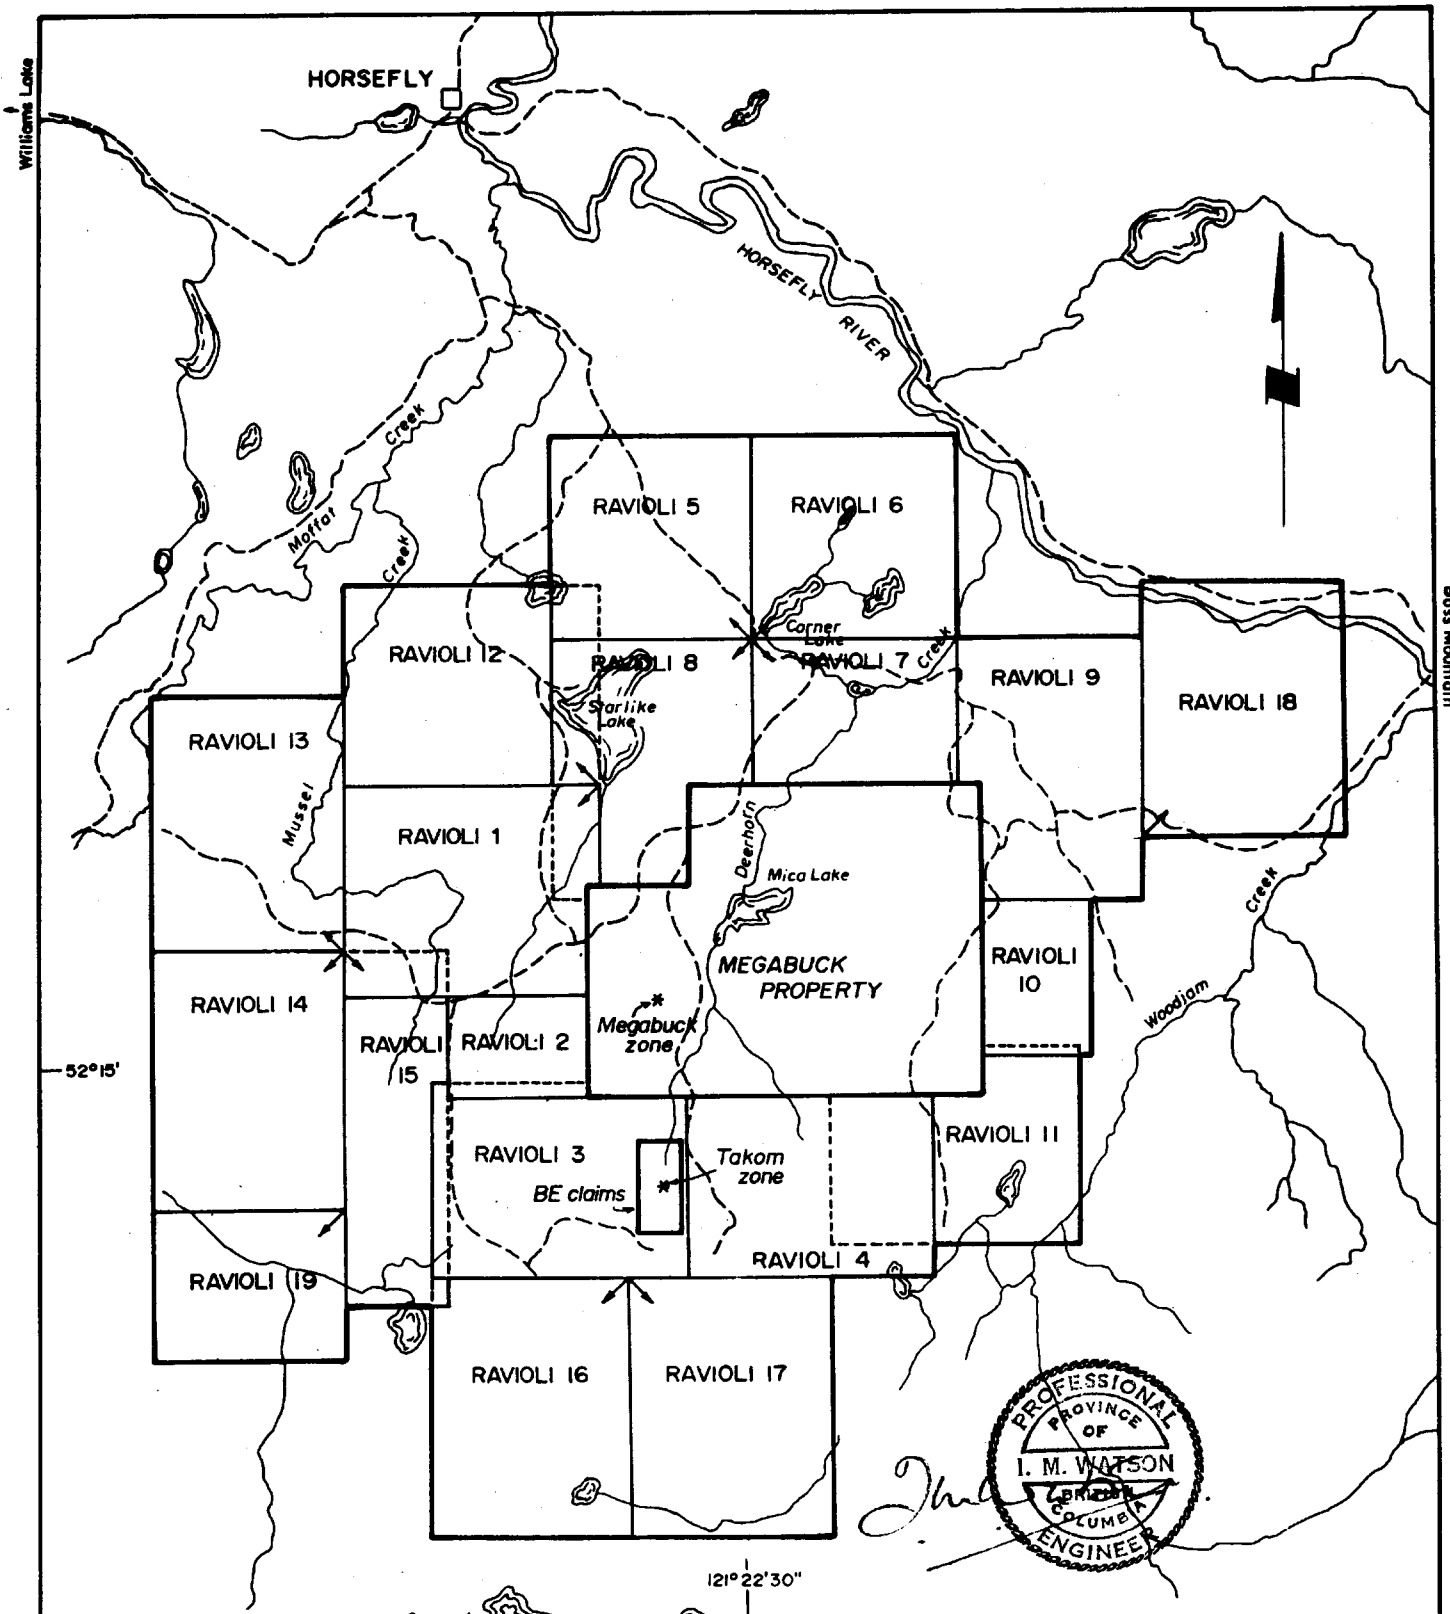 HORSEFLY
Williams Lake
HORSEFLY
RIVER
Creek
Moffat
Creek
RAVIOLI 5
RAVIOLI 6
Corner
Lake
Creek
RAVIOLI 12
RAVIOLI 8
RAVIOLI 7
RAVIOLI 9
RAVIOLI 18
Starlike
Lake
RAVIOLI 13
Mussel
RAVIOLI 1
Deerhorn
Mica Lake
Creek
MEGABUCK
PROPERTY
RAVIOLI
10
RAVIOLI 14
Woodjam
Megabuck
zone
RAVIOLI
15
RAVIOLI 2
52°15'
RAVIOLI 3
Takom
zone
RAVIOLI 11
BE claims
RAVIOLI 4
RAVIOLI 19
RAVIOLI 16
RAVIOLI 17
PROFESSIONAL
PROVINCE
OF
I. M. WATSON
BRITISH
COLUMBIA
ENGINEER
121°22'30"